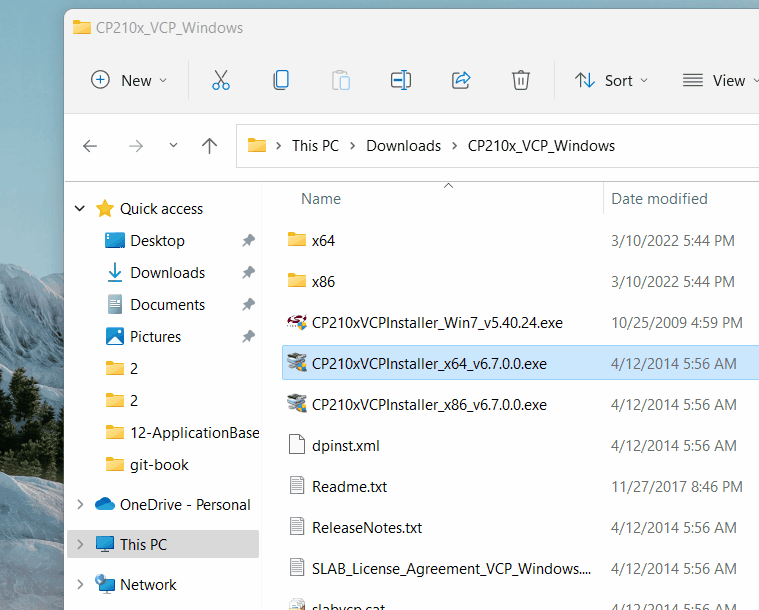 CP210x_VCP_Windows
New Sort View
This PC Downloads CP210x_VCP_Windows
Name Date modified
Quick access
Desktop
Downloads
Documents
Pictures
2
2
12-ApplicationBase
git-book
OneDrive - Personal
This PC
Network
x64 3/10/2022 5:44 PM
x86 3/10/2022 5:44 PM
CP210xVCPInstaller_Win7_v5.40.24.exe 10/25/2009 4:59 PM
CP210xVCPInstaller_x64_v6.7.0.0.exe 4/12/2014 5:56 AM
CP210xVCPInstaller_x86_v6.7.0.0.exe 4/12/2014 5:56 AM
dpinst.xml 4/12/2014 5:56 AM
Readme.txt 11/27/2017 8:46 PM
ReleaseNotes.txt 4/12/2014 5:56 AM
SLAB_License_Agreement_VCP_Windows.... 4/12/2014 5:56 AM
slabvcp.cat 4/12/2014 5:56 AM